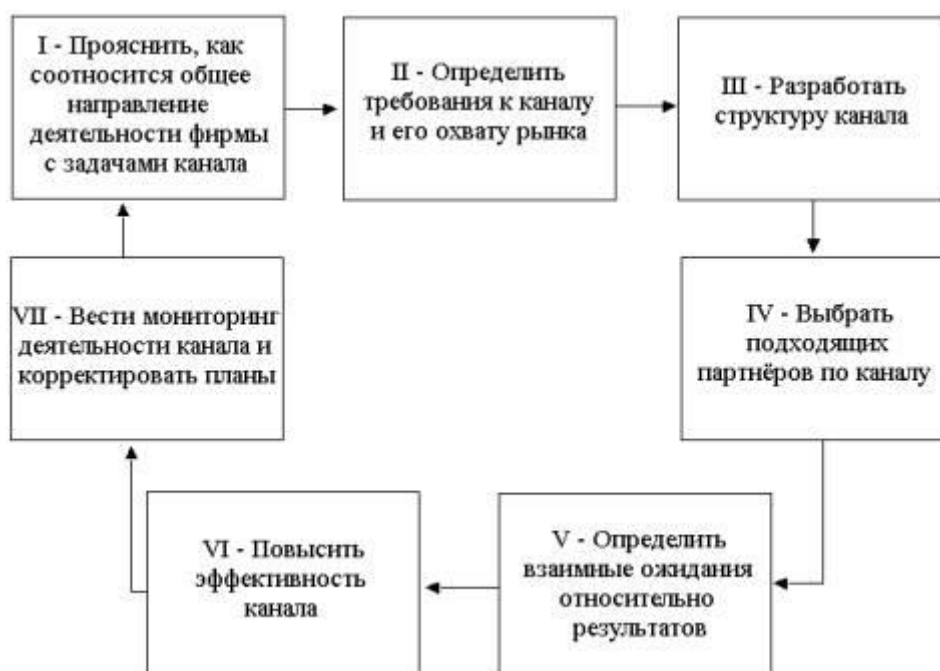 I - Прояснить, как
соотносится общее
направление
деятельности фирмы
с задачами канала
II - Определить
требования к каналу
и его охвату рынка
III - Разработать
структуру канала
IV - Выбрать
подходящих
партнёров по каналу
V - Определить
взаимные ожидания
относительно
результатов
VI - Повысить
эффективность
канала
VII - Вести мониторинг
деятельности канала и
корректировать планы